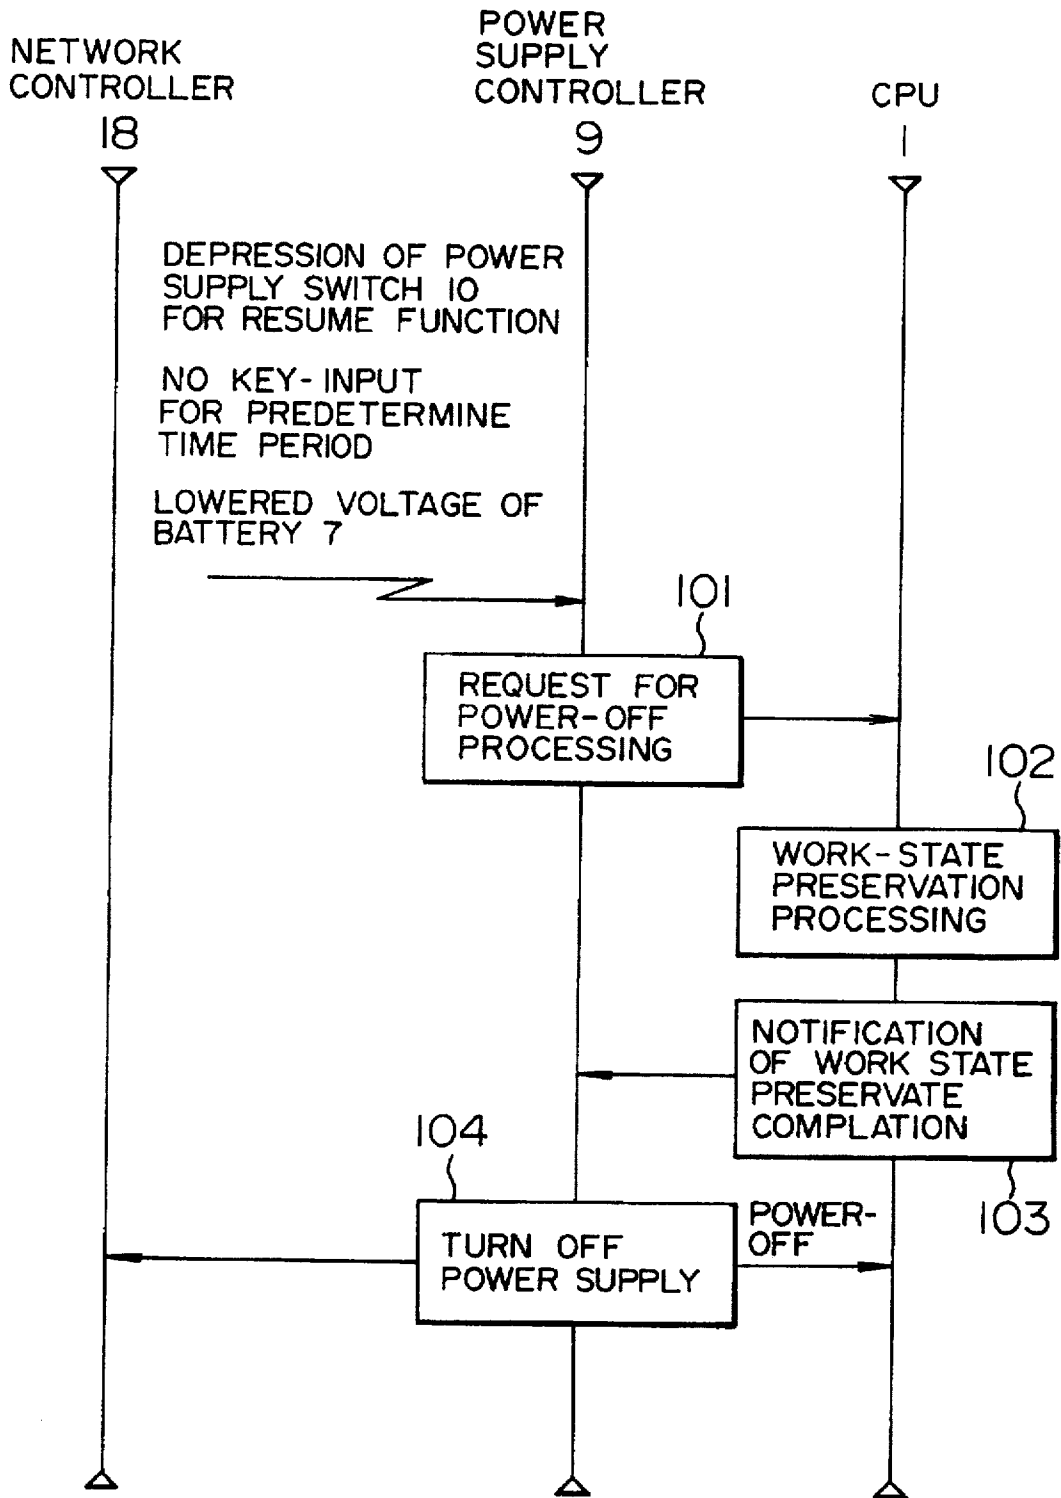 NETWORK
CONTROLLER
18
POWER
SUPPLY
CONTROLLER
9
CPU
1
DEPRESSION OF POWER
SUPPLY SWITCH 10
FOR RESUME FUNCTION
NO KEY-INPUT
FOR PREDETERMINE
TIME PERIOD
LOWERED VOLTAGE OF
BATTERY 7
101
REQUEST FOR
POWER-OFF
PROCESSING
102
WORK-STATE
PRESERVATION
PROCESSING
NOTIFICATION
OF WORK STATE
PRESERVATE
COMPLATION
103
104
TURN OFF
POWER SUPPLY
POWER-
OFF